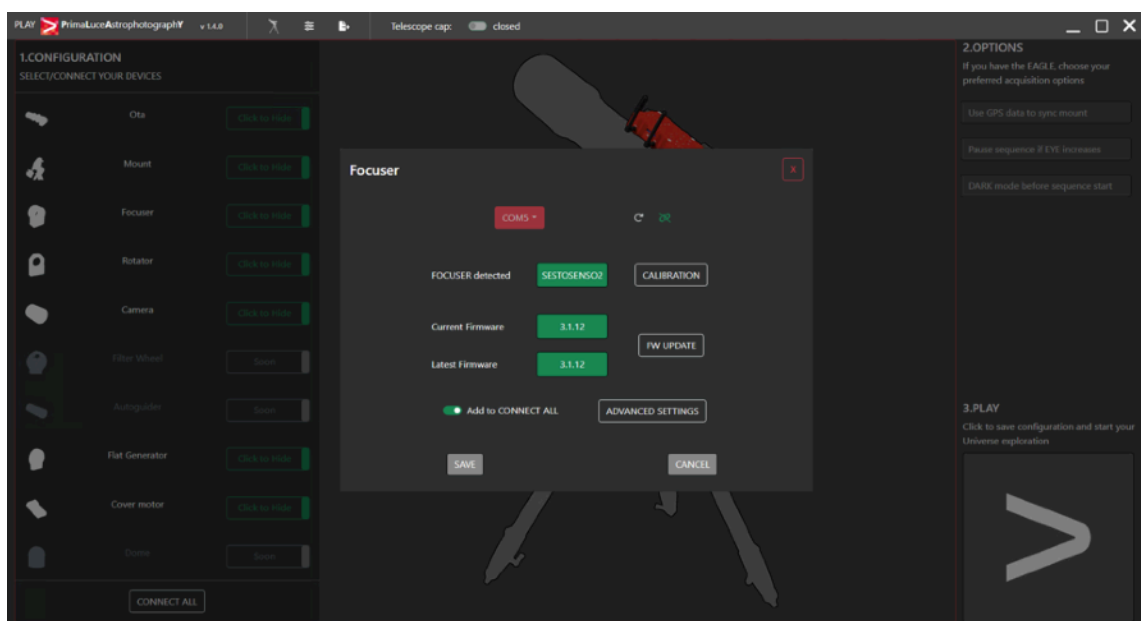 PLAY PrimaLuceAstrophotographY v 1.4.0 Telescope cap: closed
1.CONFIGURATION
SELECT/CONNECT YOUR DEVICES
Ota Click to Hide
Mount Click to Hide
Focuser Click to Hide
Rotator Click to Hide
Camera Click to Hide
Filter Wheel Soon
Autoguider Soon
Flat Generator Click to Hide
Cover motor Click to Hide
Dome Soon
CONNECT ALL
Focuser X
COM5
FOCUSER detected SESTOSENSO2 CALIBRATION
Current Firmware 3.1.12
FW UPDATE
Latest Firmware 3.1.12
Add to CONNECT ALL ADVANCED SETTINGS
SAVE CANCEL
2.OPTIONS
If you have the EAGLE, choose your
preferred acquisition options
Use GPS data to sync mount
Pause sequence if EYE increases
DARK mode before sequence start
3.PLAY
Click to save configuration and start your
Universe exploration